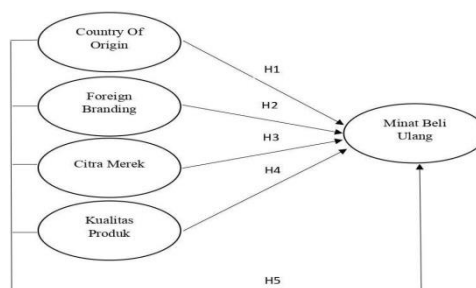 Country Of
Origin
H1
Foreign
Branding
H2
Minat Beli
Ulang
H3
Citra Merek
H4
Kualitas
Produk
H5